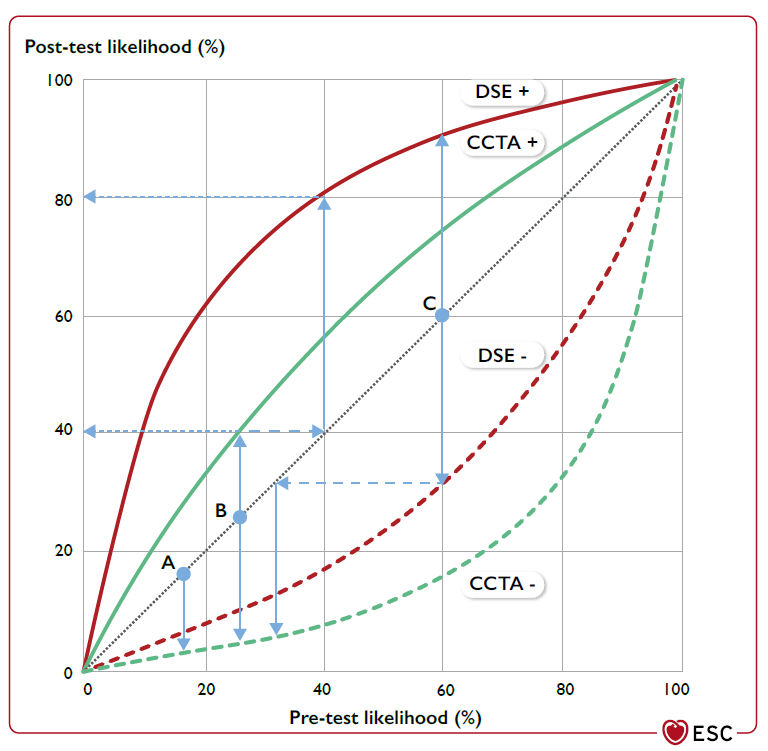 Post-test likelihood (%)
100
DSE +
CCTA +
80
C
60
DSE -
40
B
20
A
CCTA -
0
0 20 40 60 80 100
Pre-test likelihood (%)
ESC